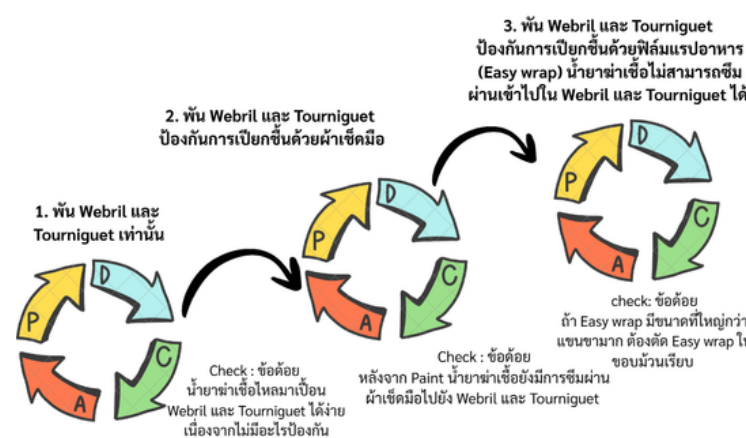 3. พัน Webril และ Tourniguet
ป้องกันการเปียกชื้นด้วยฟิล์มแรปอาหาร
(Easy wrap) น้ำยาฆ่าเชื้อไม่สามารถซึม
ผ่านเข้าไปใน Webril และ Tourniguet ได้
2. พัน Webril และ Tourniguet
ป้องกันการเปียกชื้นด้วยผ้าเช็ดมือ
1. พัน Webril และ
Tourniguet เท่านั้น
P
D
C
A
Check : ข้อด้อย
น้ำยาฆ่าเชื้อไหลมาเปื้อน
Webril และ Tourniguet ได้ง่าย
เนื่องจากไม่มีอะไรป้องกัน
P
D
C
A
Check : ข้อด้อย
หลังจาก Paint น้ำยาฆ่าเชื้อยังมีการซึมผ่าน
ผ้าเช็ดมือไปยัง Webril และ Tourniguet
P
D
C
A
check: ข้อด้อย
ถ้า Easy wrap มีขนาดที่ใหญ่กว่า
แขนขามาก ต้องตัด Easy wrap
ขอบม้วนเรียบ